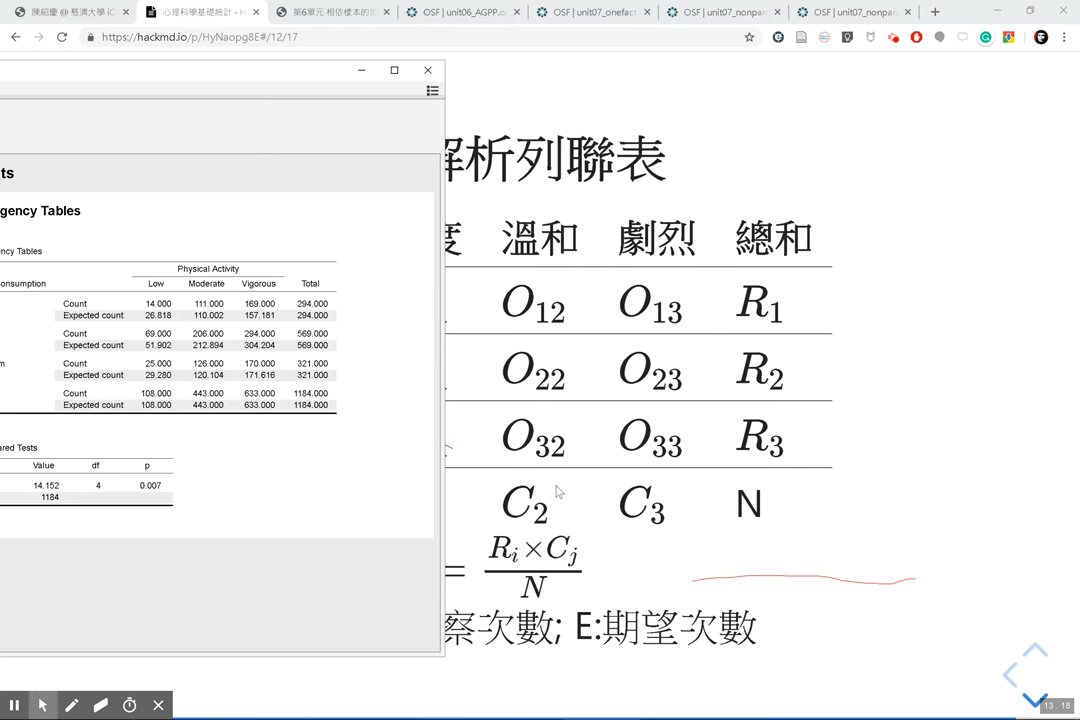 陳紹慶 @ 慈濟大學 iC
心理科學基礎統計 - H
第6單元 相依樣本的推
OSF | unit06_AGPP.o
OSF | unit07_onefact
OSF | unit07_nonpara
OSF | unit07_nonpar
https://hackmd.io/p/HyNaopg8E#/12/17
解析列聯表
度 溫和 劇烈 總和
O12 O13 R1
O22 O23 R2
O32 O33 R3
C2 C3 N
= Ri×Cj
N
察次數; E:期望次數
ts
gency Tables
ncy Tables
Physical Activity
onsumption Low Moderate Vigorous Total
Count 14.000 111.000 169.000 294.000
Expected count 26.818 110.002 157.181 294.000
Count 69.000 206.000 294.000 569.000
Expected count 51.902 212.894 304.204 569.000
m Count 25.000 126.000 170.000 321.000
Expected count 29.280 120.104 171.616 321.000
Count 108.000 443.000 633.000 1184.000
Expected count 108.000 443.000 633.000 1184.000
ared Tests
Value df p
14.152 4 0.007
1184
13 . 18